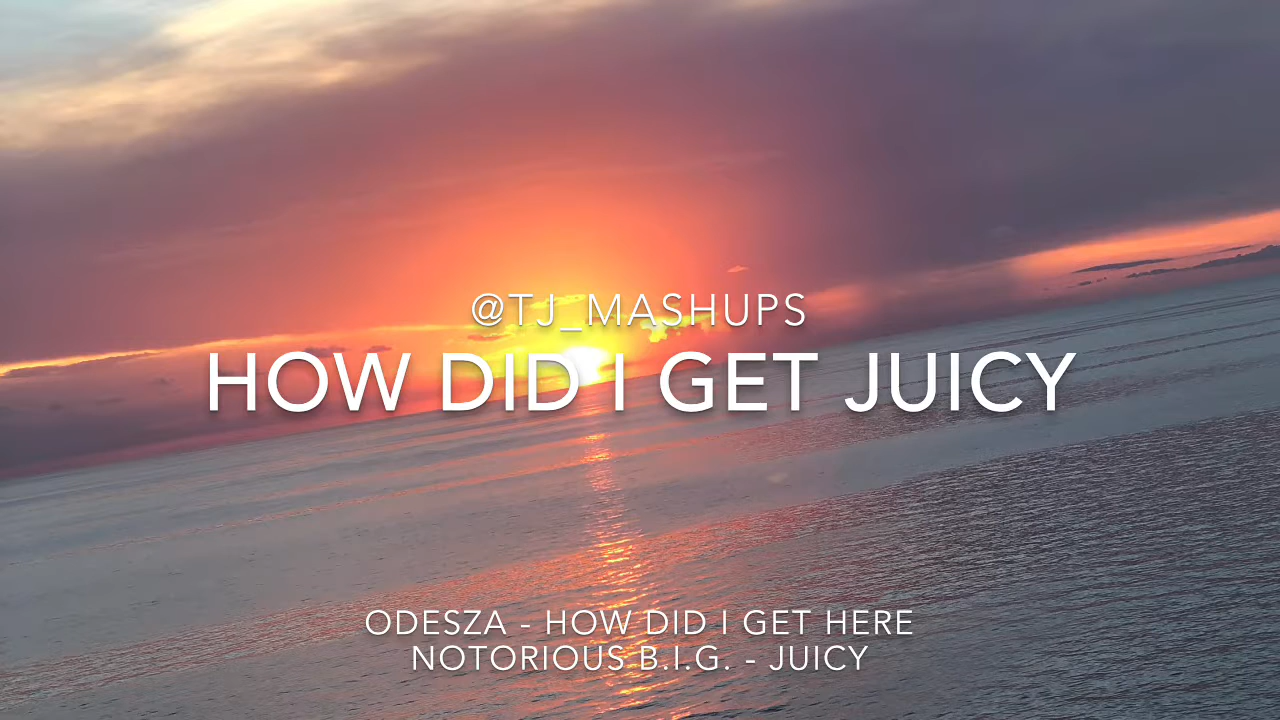 @TJ_MASHUPS
HOW DID I GET JUICY
ODESZA - HOW DID I GET HERE
NOTORIOUS B.I.G. - JUICY